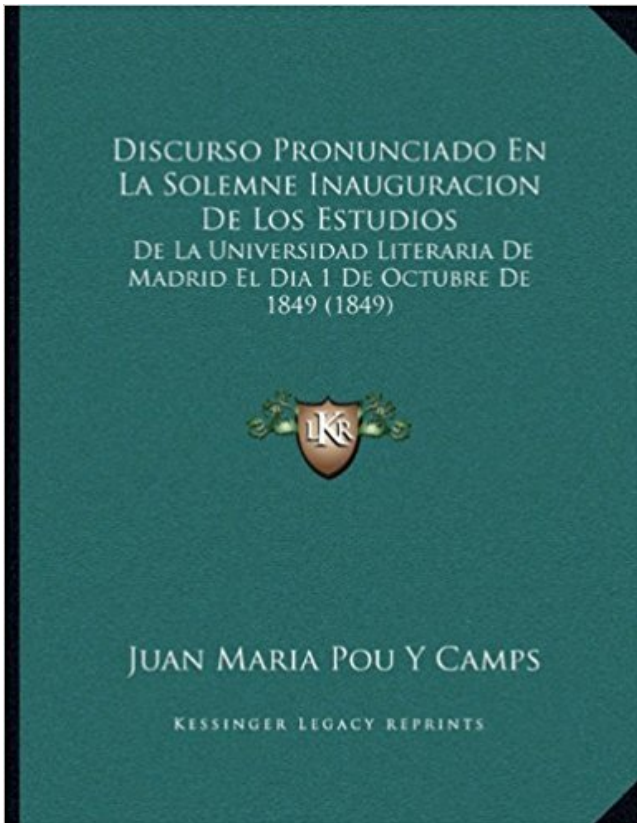 Discurso Pronunciado En
La Solemne Inauguracion
De Los Estudios
De La Universidad Literaria De
Madrid El Dia 1 De Octubre De
1849 (1849)
LKR
Juan Maria Pou Y Camps
Kessinger Legacy Reprints